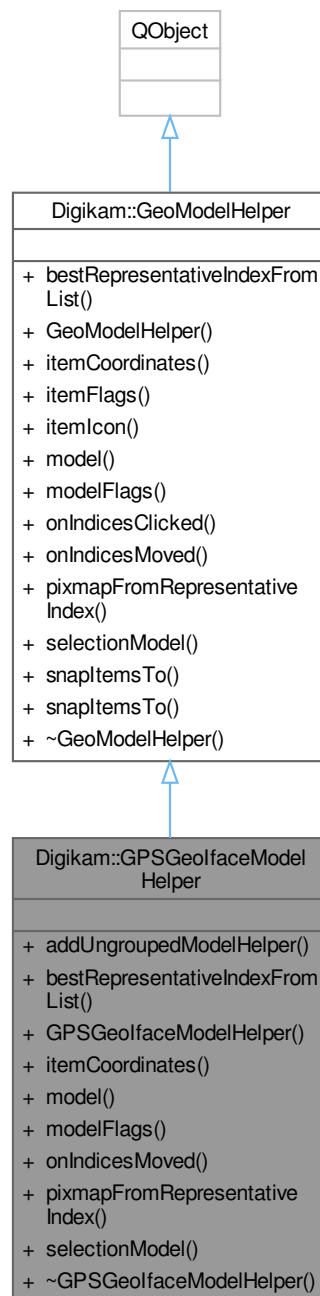 QObject
Digikam::GeoModelHelper
+ bestRepresentativeIndexFrom
List()
+ GeoModelHelper()
+ itemCoordinates()
+ itemFlags()
+ itemIcon()
+ model()
+ modelFlags()
+ onIndicesClicked()
+ onIndicesMoved()
+ pixmapFromRepresentative
Index()
+ selectionModel()
+ snapItemsTo()
+ snapItemsTo()
+ ~GeoModelHelper()
Digikam::GPSGeoIfaceModel
Helper
+ addUngroupedModelHelper()
+ bestRepresentativeIndexFrom
List()
+ GPSGeoIfaceModelHelper()
+ itemCoordinates()
+ model()
+ modelFlags()
+ onIndicesMoved()
+ pixmapFromRepresentative
Index()
+ selectionModel()
+ ~GPSGeoIfaceModelHelper()